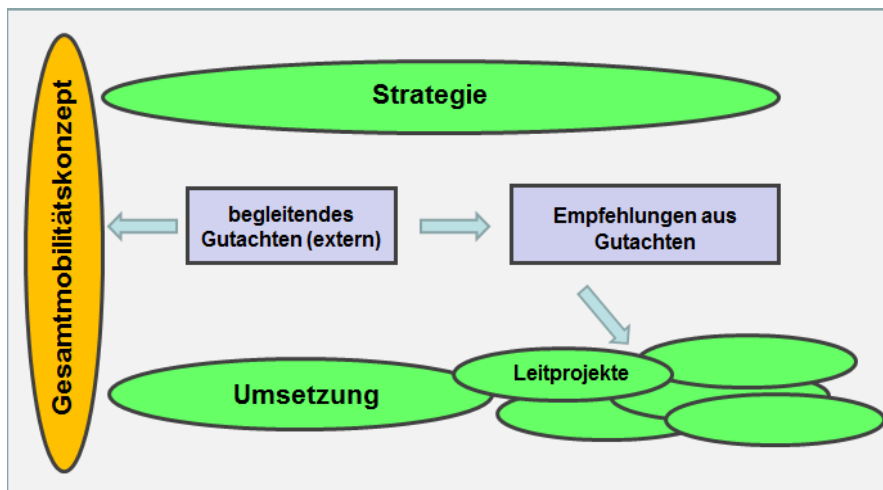 Gesamtmobilitätskonzept
Strategie
begleitendes
Gutachten (extern)
Empfehlungen aus
Gutachten
Umsetzung
Leitprojekte